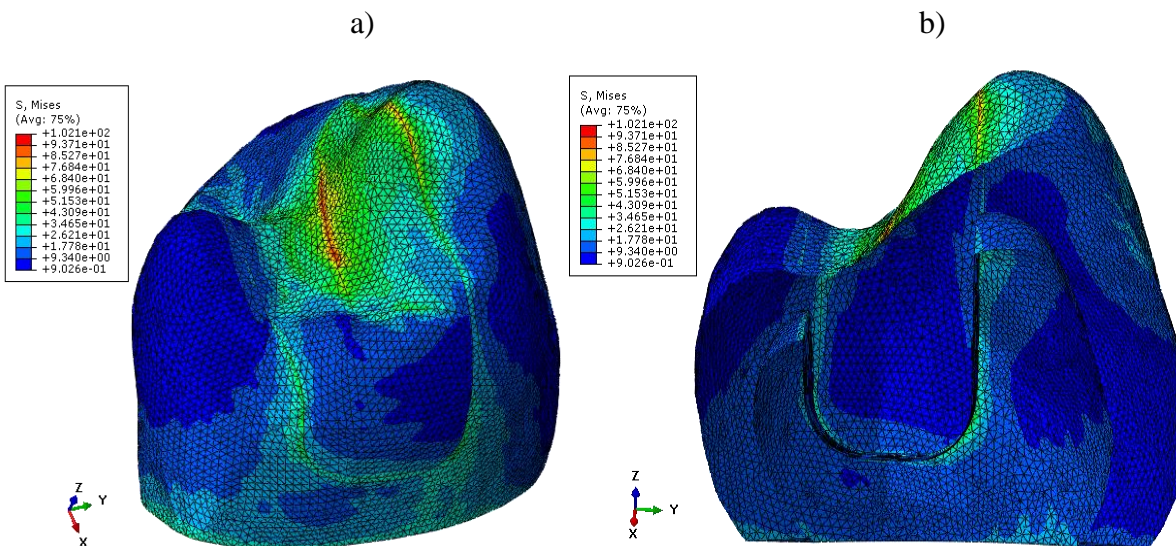 a)
b)
S, Mises
(Avg: 75%)
+1.021e+02
+9.371e+01
+8.527e+01
+7.684e+01
+6.840e+01
+5.996e+01
+5.153e+01
+4.309e+01
+3.465e+01
+2.621e+01
+1.778e+01
+9.340e+00
+9.026e-01
S, Mises
(Avg: 75%)
+1.021e+02
+9.371e+01
+8.527e+01
+7.684e+01
+6.840e+01
+5.996e+01
+5.153e+01
+4.309e+01
+3.465e+01
+2.621e+01
+1.778e+01
+9.340e+00
+9.026e-01
Z
Y
X
Z
Y
X